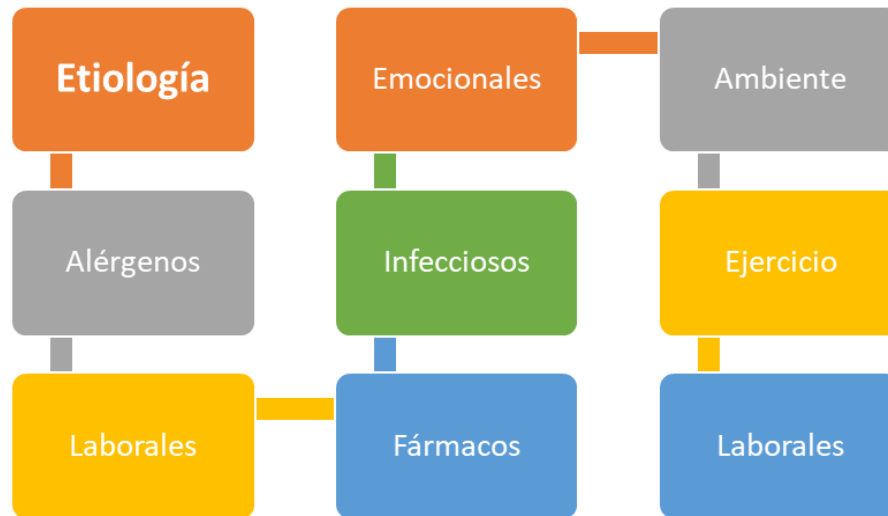 Etiología
Alérgenos
Laborales
Fármacos
Infecciosos
Emocionales
Ambiente
Ejercicio
Laborales